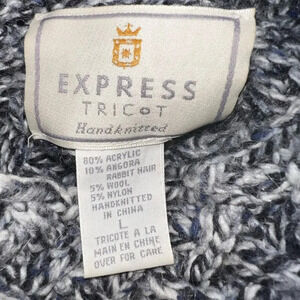 EXPRESS
TRICOT
Handknitted
80% ACRYLIC
10% ANGORA
RABBIT HAIR
5% WOOL
5% NYLON
HANDKNITTED
IN CHINA
L
TRICOTE A LA
MAIN EN CHINE
OVER FOR CARE